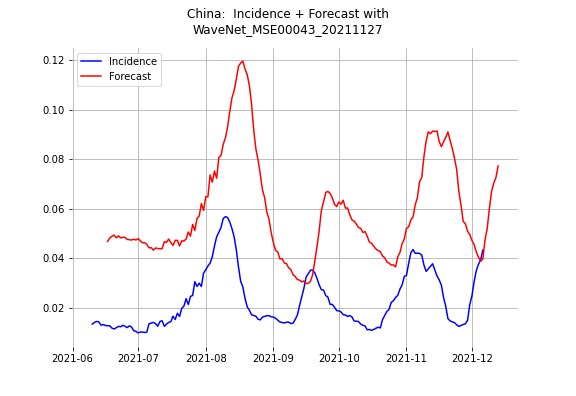 China:  Incidence + Forecast with
WaveNet_MSE00043_20211127
Incidence
Forecast
0.12
0.10
0.08
0.06
0.04
0.02
2021-06 2021-07 2021-08 2021-09 2021-10 2021-11 2021-12